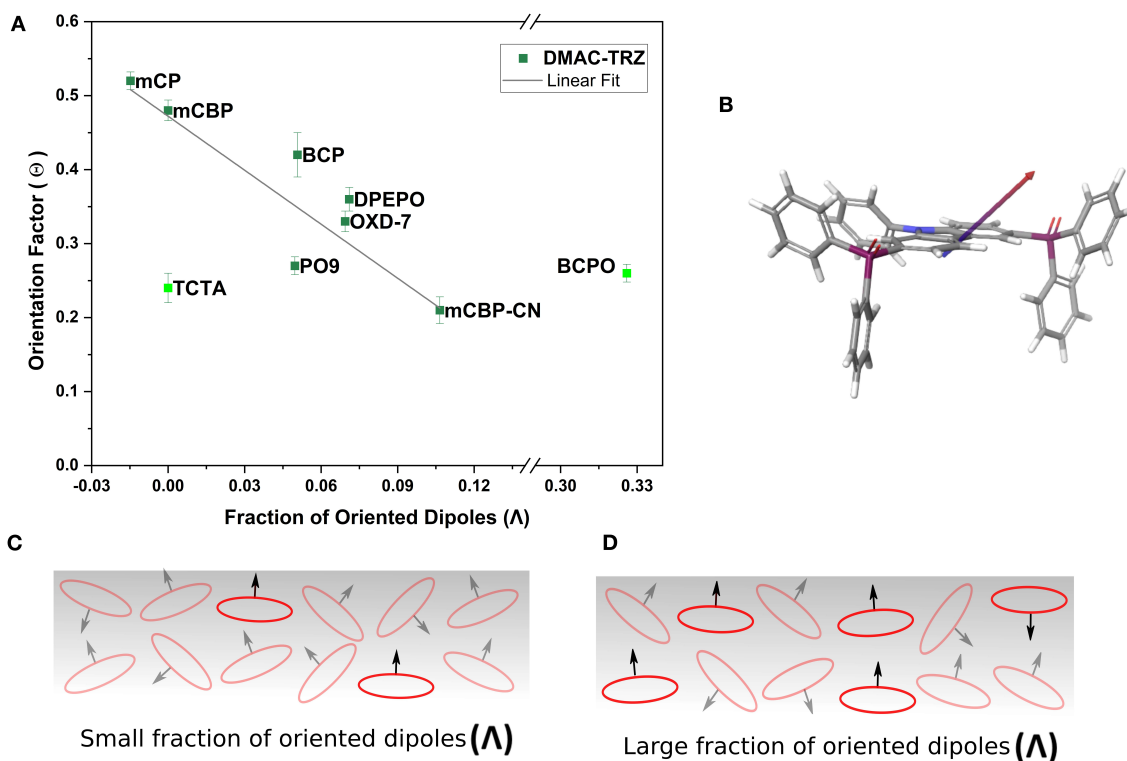 A
0.6
0.5
0.4
0.3
0.2
0.1
0.0
Orientation Factor ( Θ )
DMAC-TRZ
Linear Fit
mCP
mCBP
BCP
DPEPO
OXD-7
PO9
TCTA
BCPO
mCBP-CN
-0.03 0.00 0.03 0.06 0.09 0.12 0.30 0.33
Fraction of Oriented Dipoles (Λ)
B
C
Small fraction of oriented dipoles (Λ)
D
Large fraction of oriented dipoles (Λ)